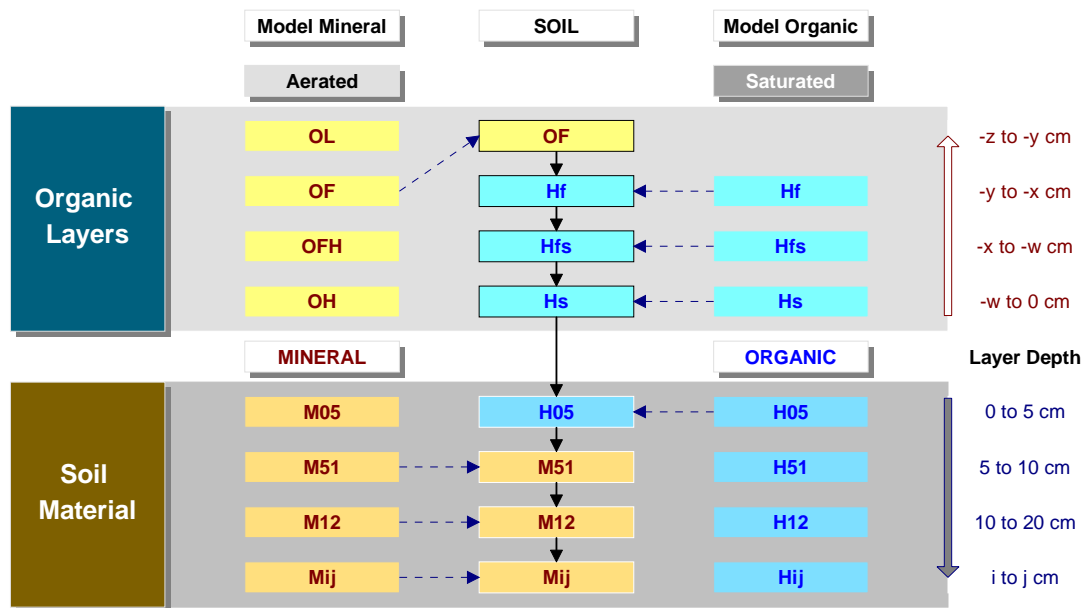 Model Mineral SOIL Model Organic
Aerated Saturated
OL OF -z to -y cm
OF Hf Hf -y to -x cm
Organic
Layers
OFH Hfs Hfs -x to -w cm
OH Hs Hs -w to 0 cm
MINERAL ORGANIC Layer Depth
M05 H05 H05 0 to 5 cm
M51 M51 H51 5 to 10 cm
Soil
Material
M12 M12 H12 10 to 20 cm
Mij Mij Hij i to j cm